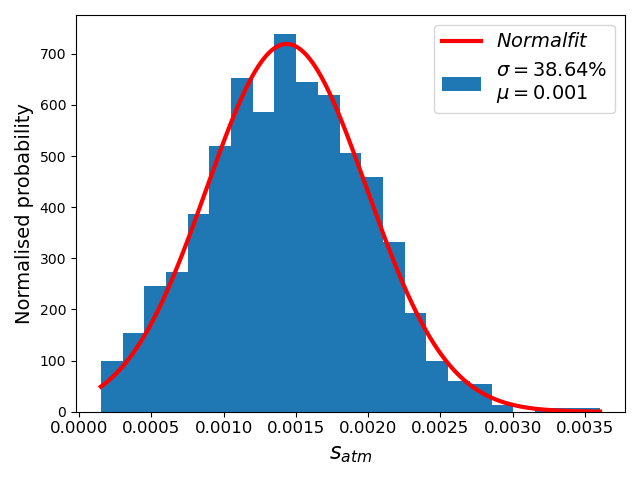 Normalfit
σ = 38.64%
μ = 0.001
Normalised probability
700
600
500
400
300
200
100
0
0.0000 0.0005 0.0010 0.0015 0.0020 0.0025 0.0030 0.0035
s_atm